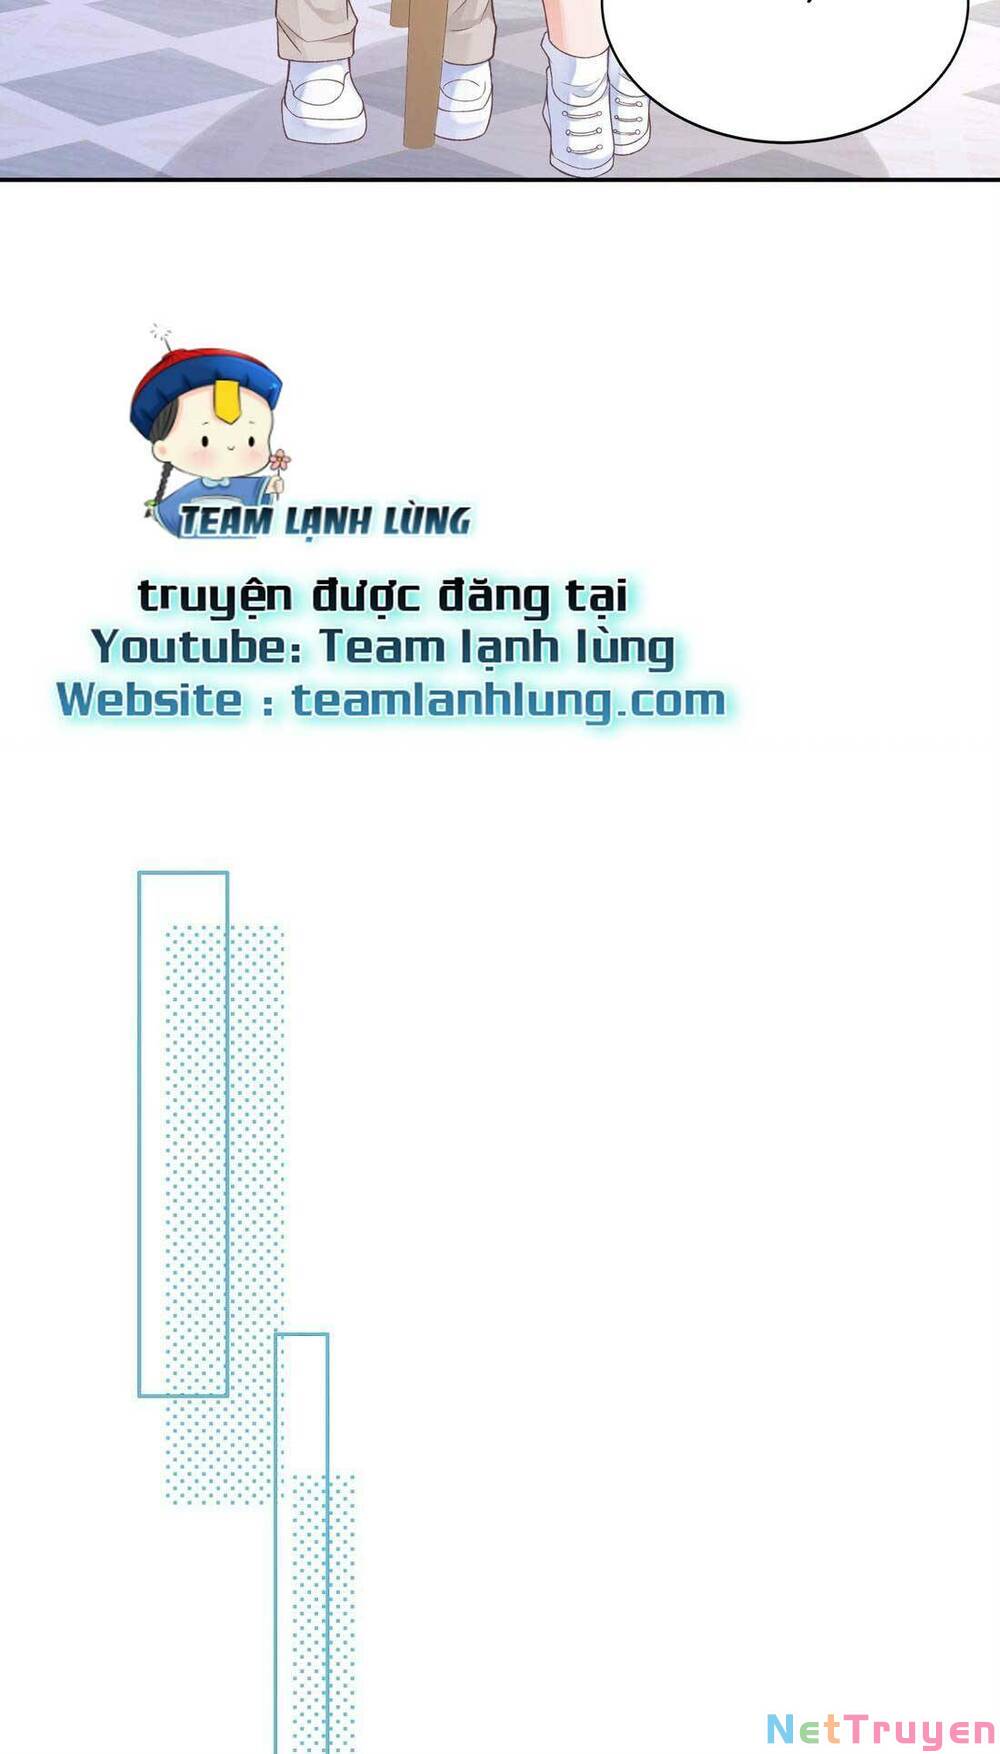 TEAM LẠNH LÙNG
truyện được đăng tại
Youtube: Team lạnh lùng
Website : teamlanhlung.com
NetTruyen